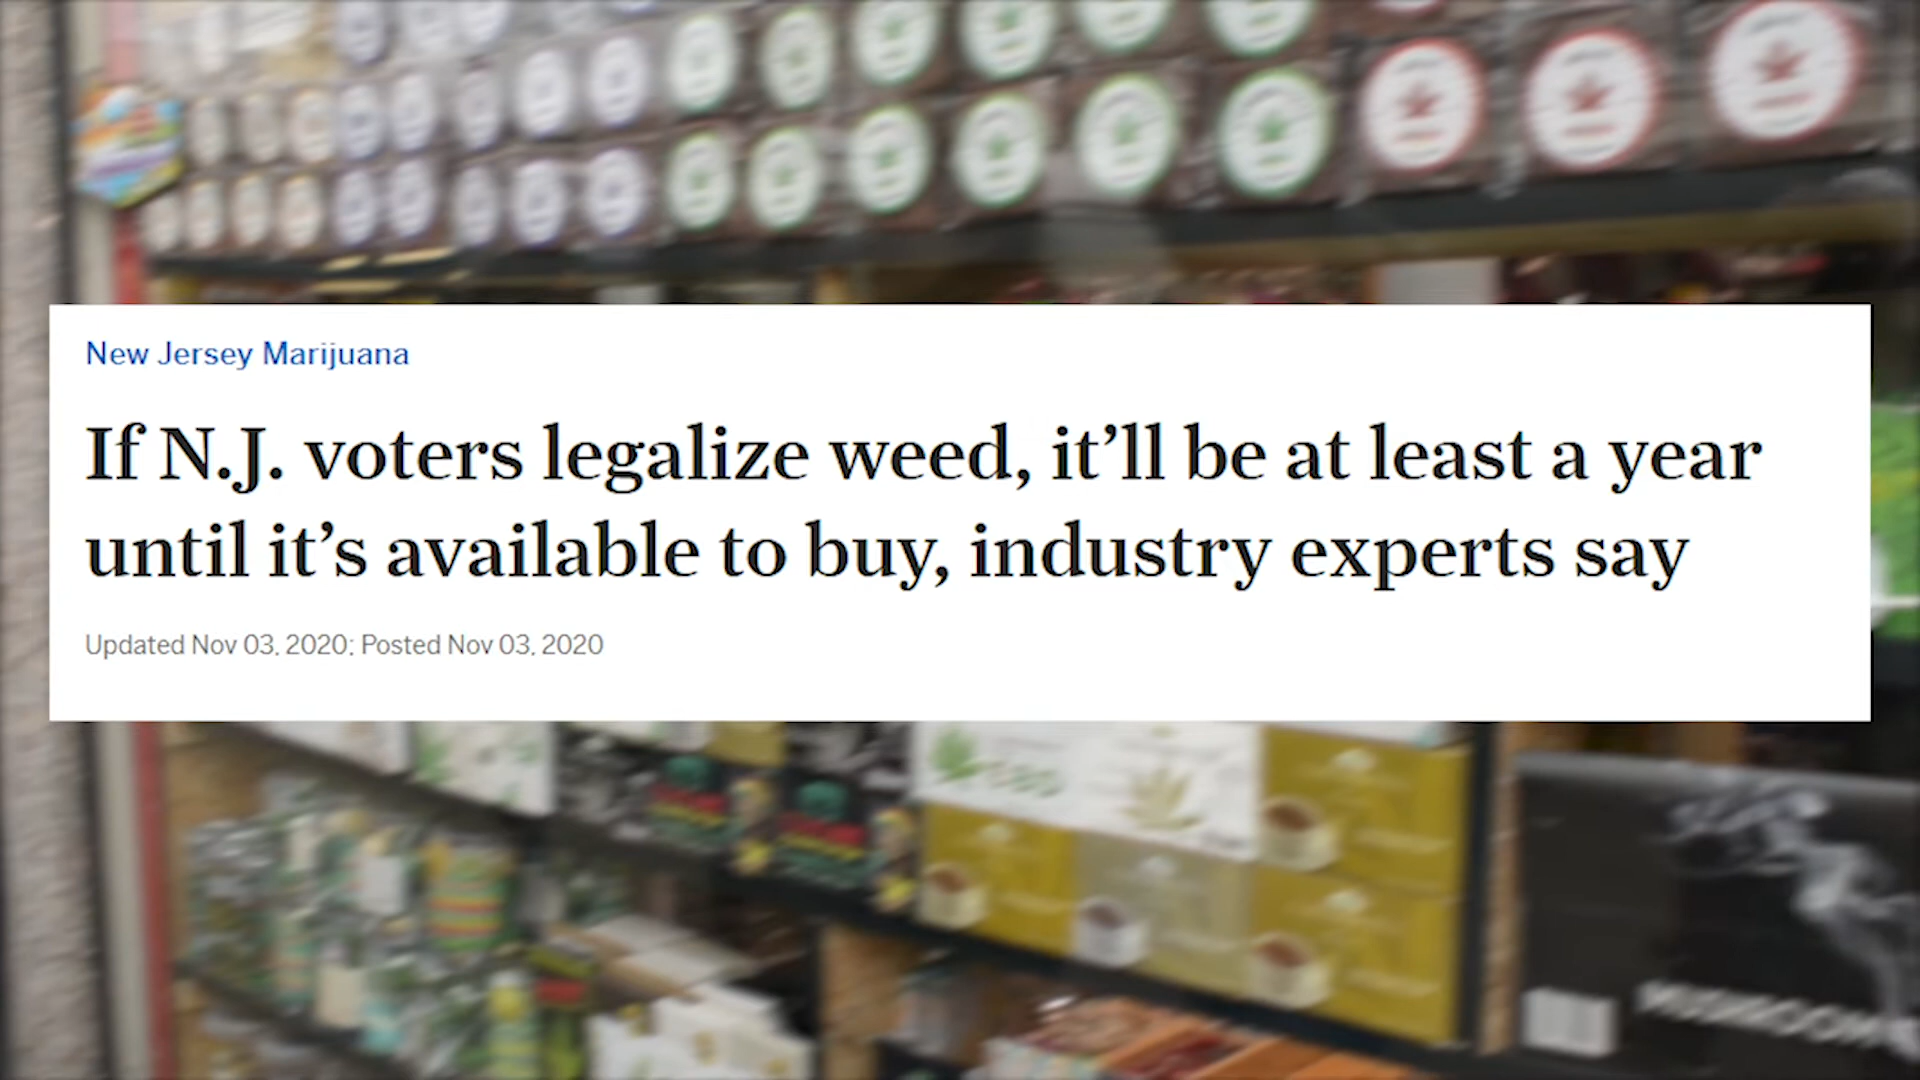 New Jersey Marijuana
If N.J. voters legalize weed, it’ll be at least a year
until it’s available to buy, industry experts say
Updated Nov 03, 2020; Posted Nov 03, 2020